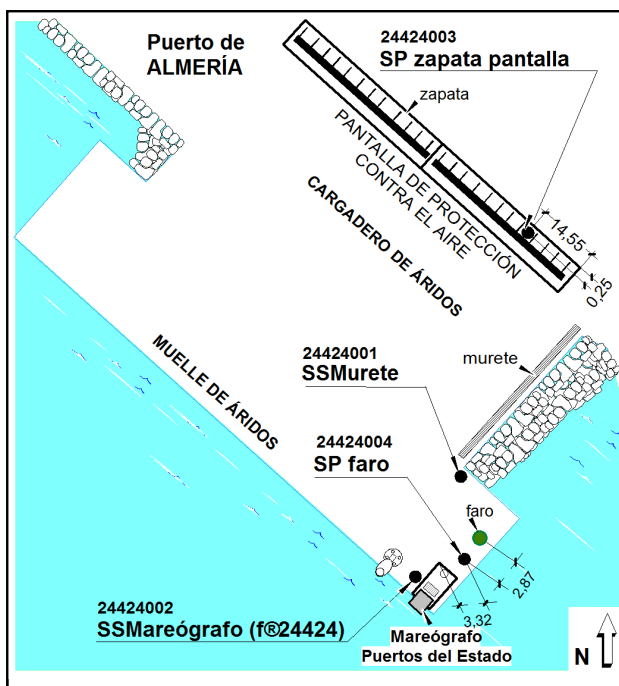 Puerto de
ALMERÍA
24424003
SP zapata pantalla
zapata
PANTALLA DE PROTECCIÓN
CONTRA EL AIRE
CARGADERO DE ÁRIDOS
14,55
0,25
MUELLE DE ÁRIDOS
24424001
SSMurete
murete
24424004
SP faro
faro
2,87
3,32
24424002
SSMareógrafo (f®24424)
Mareógrafo
Puertos del Estado
N